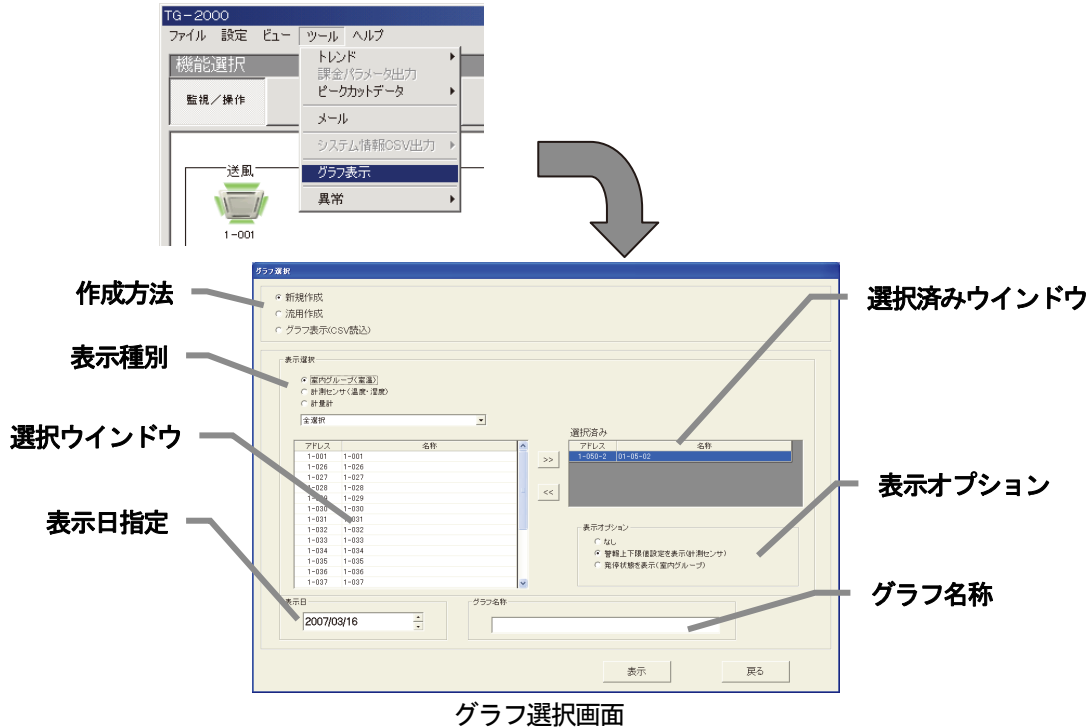 TG-2000
ファイル 設定 ビュー ツール ヘルプ
機能選択
監視／操作
トレンド
課金パラメータ出力
ピークカットデータ
メール
システム情報CSV出力
グラフ表示
異常
送風
1-001
グラフ選択
作成方法
新規作成
流用作成
グラフ表示(CSV読込)
選択済みウインドウ
表示種別
表示選択
室内グループ(室温)
計測センサ(温度・湿度)
計量計
全選択
選択ウインドウ
アドレス 名称
1-001 1-001
1-026 1-026
1-027 1-027
1-028 1-028
1-029 1-029
1-030 1-030
1-031 1-031
1-032 1-032
1-033 1-033
1-034 1-034
1-035 1-035
1-036 1-036
1-037 1-037
>>
<<
選択済み
アドレス 名称
1-050-2 01-05-02
表示オプション
表示オプション
なし
警報上下限値設定を表示(計測センサ)
発停状態を表示(室内グループ)
表示日指定
表示日
2007/03/16
グラフ名称
グラフ名称
表示 戻る
グラフ選択画面